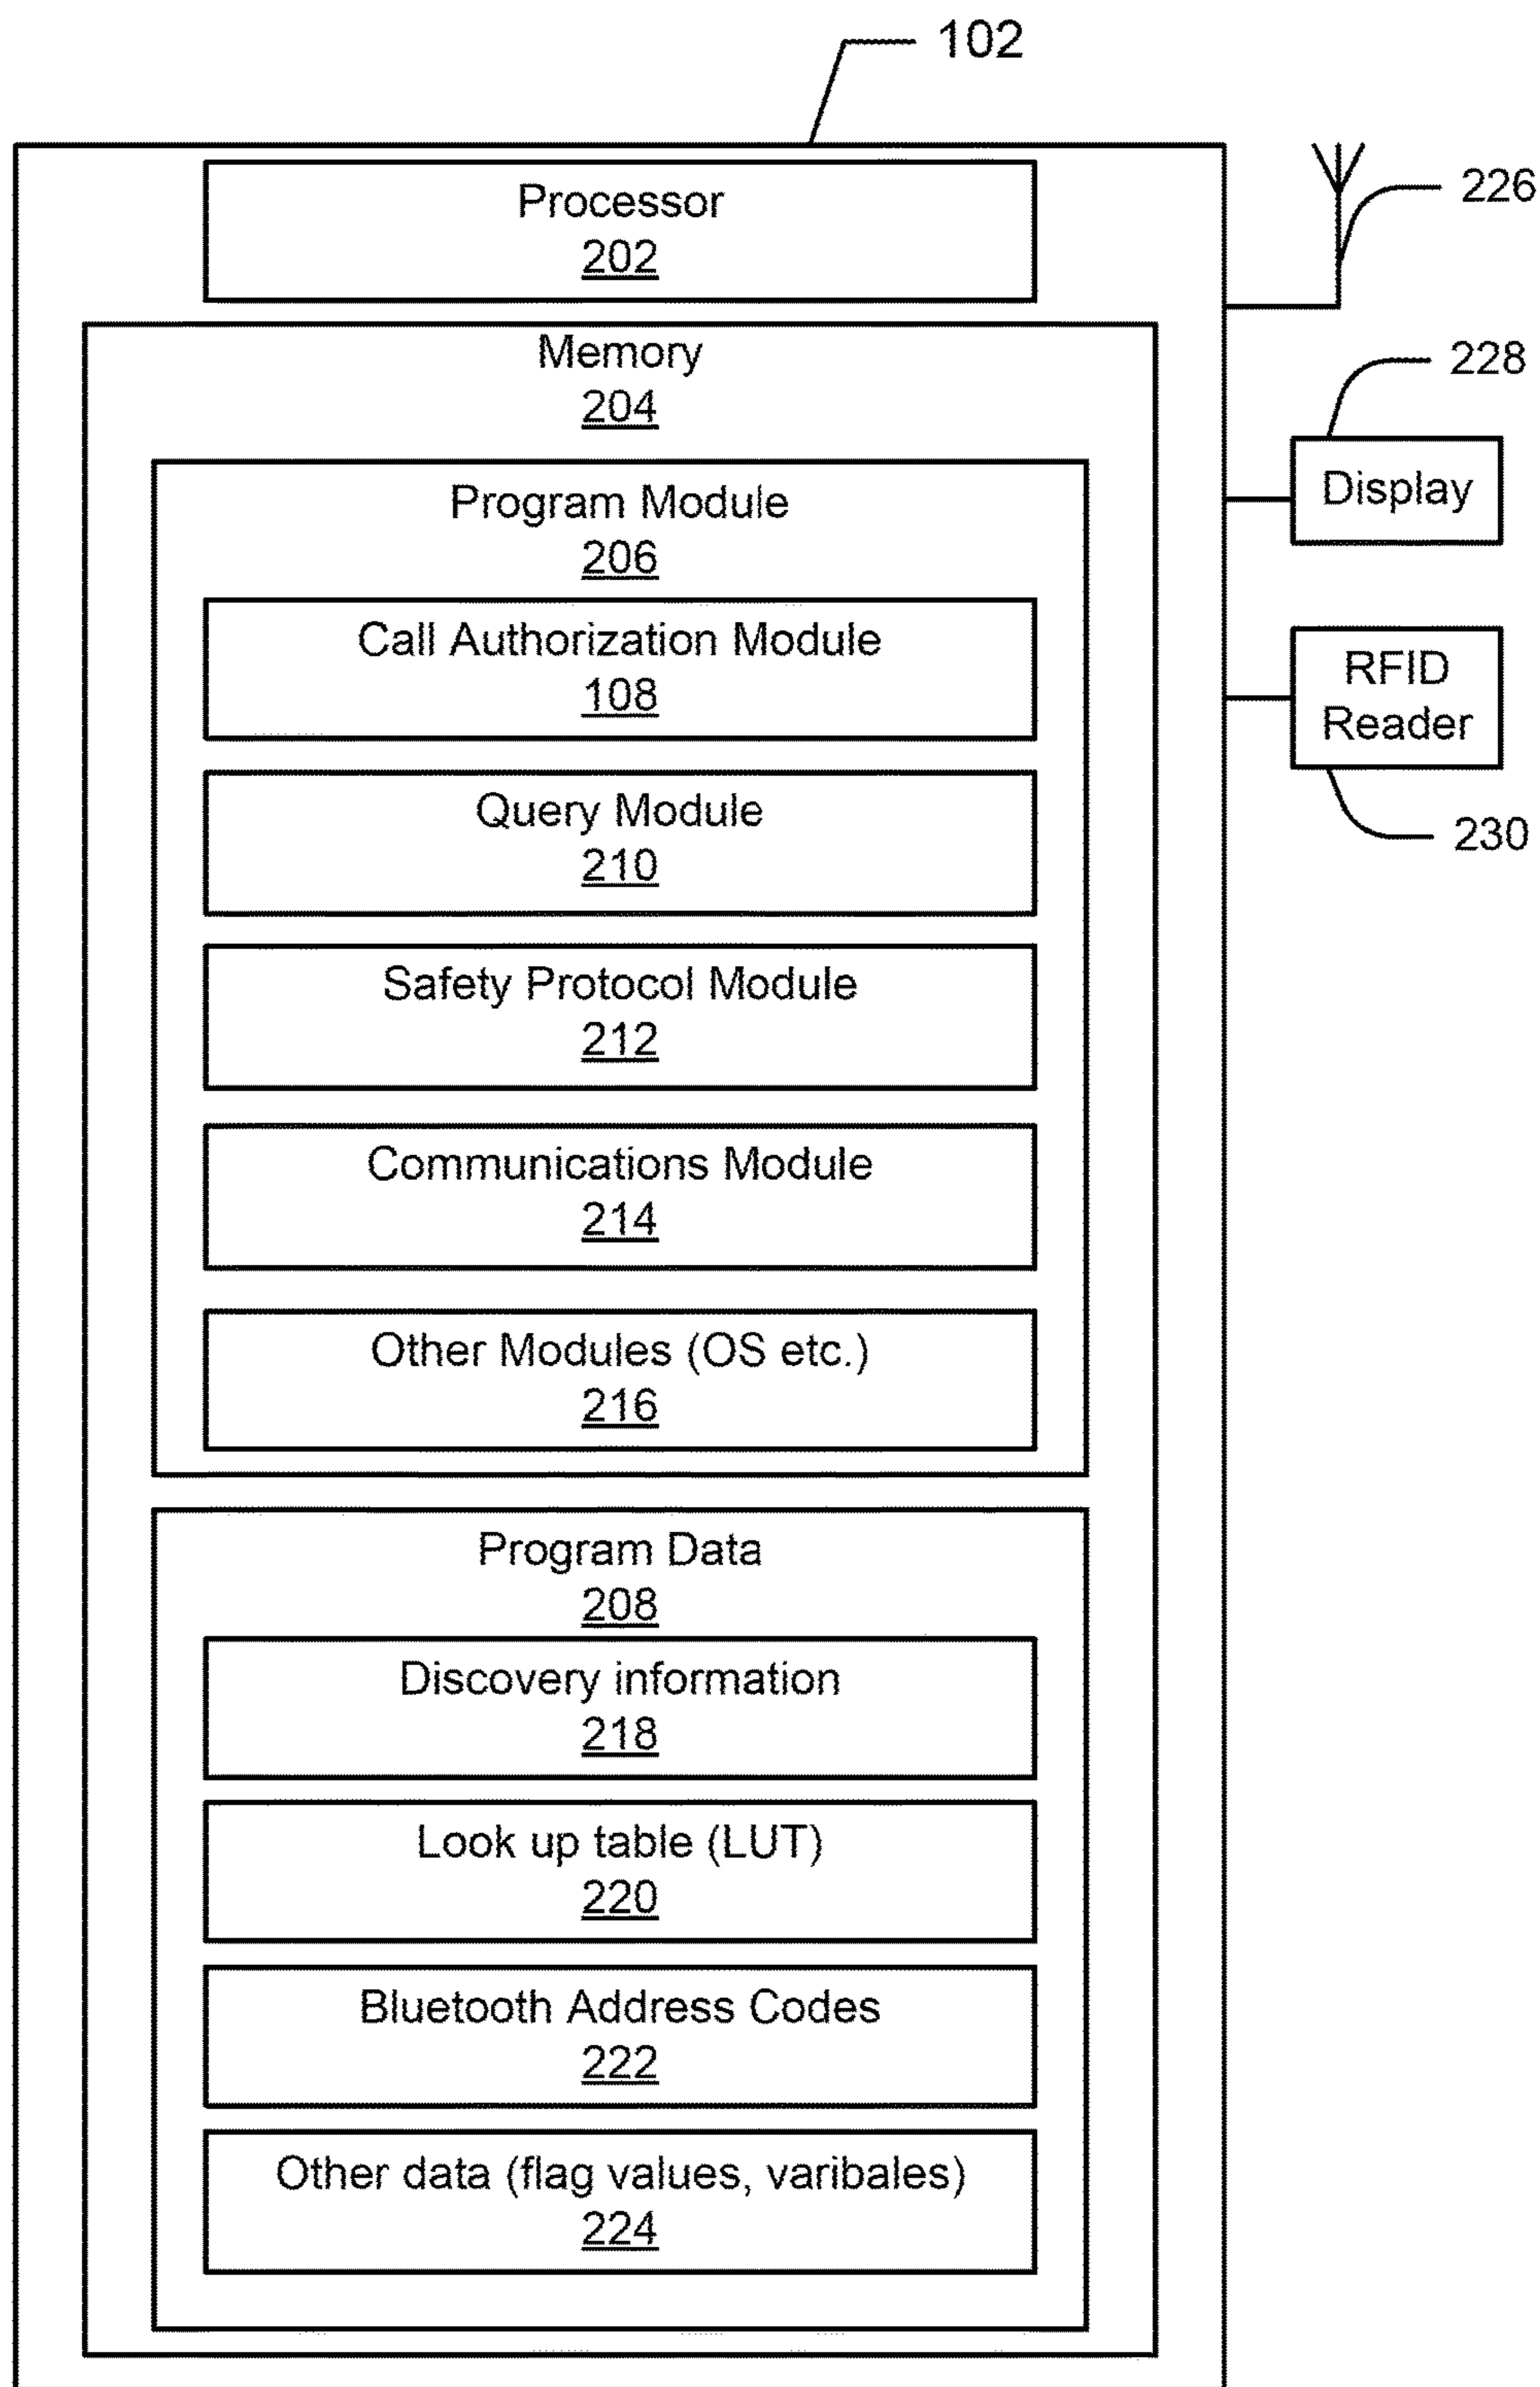 102
Processor
202
226
Memory
204
228
Display
Program Module
206
Call Authorization Module
108
RFID
Reader
230
Query Module
210
Safety Protocol Module
212
Communications Module
214
Other Modules (OS etc.)
216
Program Data
208
Discovery information
218
Look up table (LUT)
220
Bluetooth Address Codes
222
Other data (flag values, varibales)
224